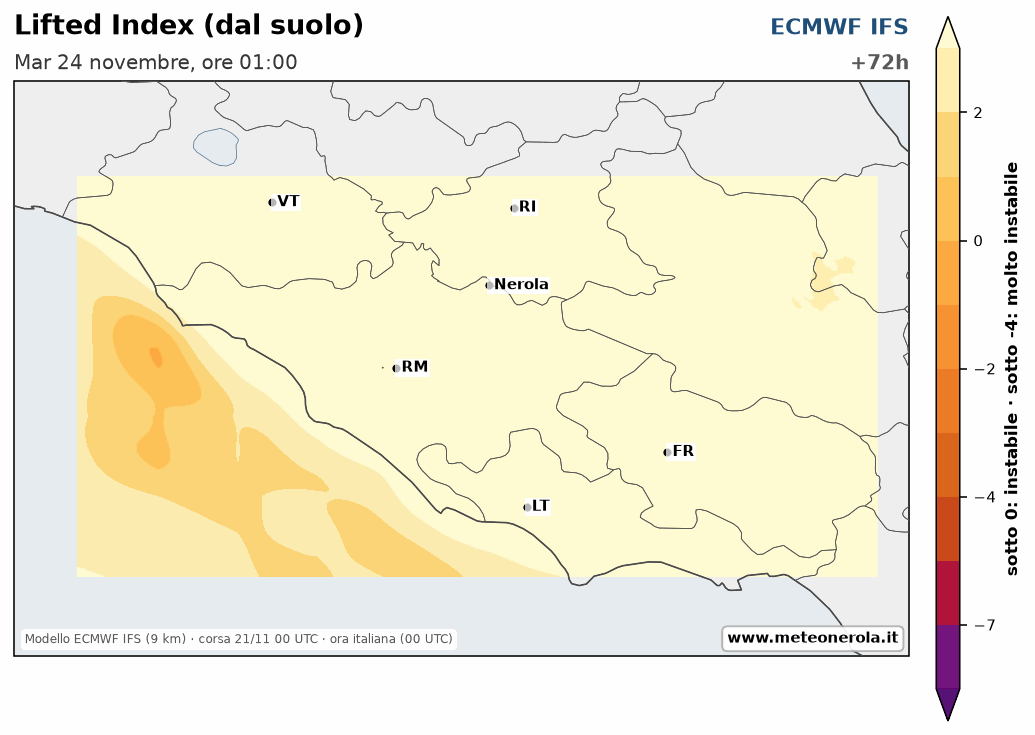 Lifted Index (dal suolo)
ECMWF IFS
Mar 24 novembre, ore 01:00
+72h
VT
RI
Nerola
RM
FR
LT
2
0
−2
−4
−7
sotto 0: instabile · sotto -4: molto instabile
Modello ECMWF IFS (9 km) · corsa 21/11 00 UTC · ora italiana (00 UTC)
www.meteonerola.it